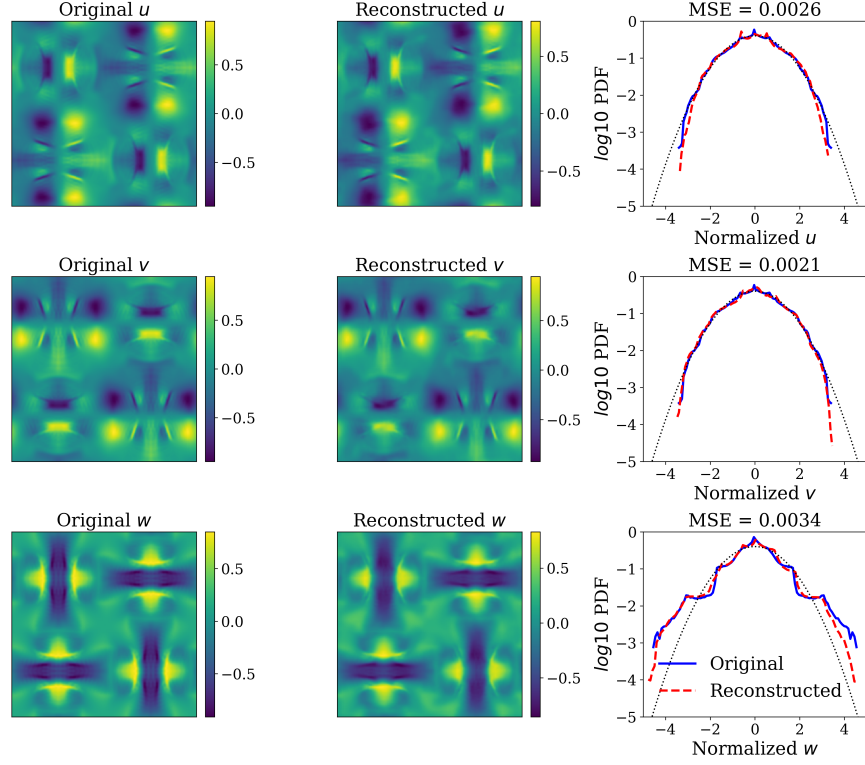 Original u
Reconstructed u
MSE = 0.0026
0.5
0.0
−0.5
0.5
0.0
−0.5
0
−1
−2
−3
−4
−5
log10 PDF
−4 −2 0 2 4
Normalized u
Original v
Reconstructed v
MSE = 0.0021
0.5
0.0
−0.5
0.5
0.0
−0.5
0
−1
−2
−3
−4
−5
log10 PDF
−4 −2 0 2 4
Normalized v
Original w
Reconstructed w
MSE = 0.0034
0.5
0.0
−0.5
0.5
0.0
−0.5
0
−1
−2
−3
−4
−5
log10 PDF
Original
Reconstructed
−4 −2 0 2 4
Normalized w